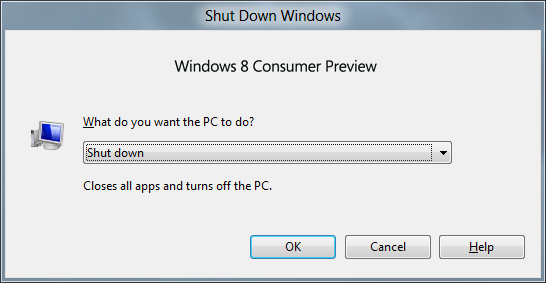 Shut Down Windows
Windows 8 Consumer Preview
What do you want the PC to do?
Shut down
Closes all apps and turns off the PC.
OK Cancel Help